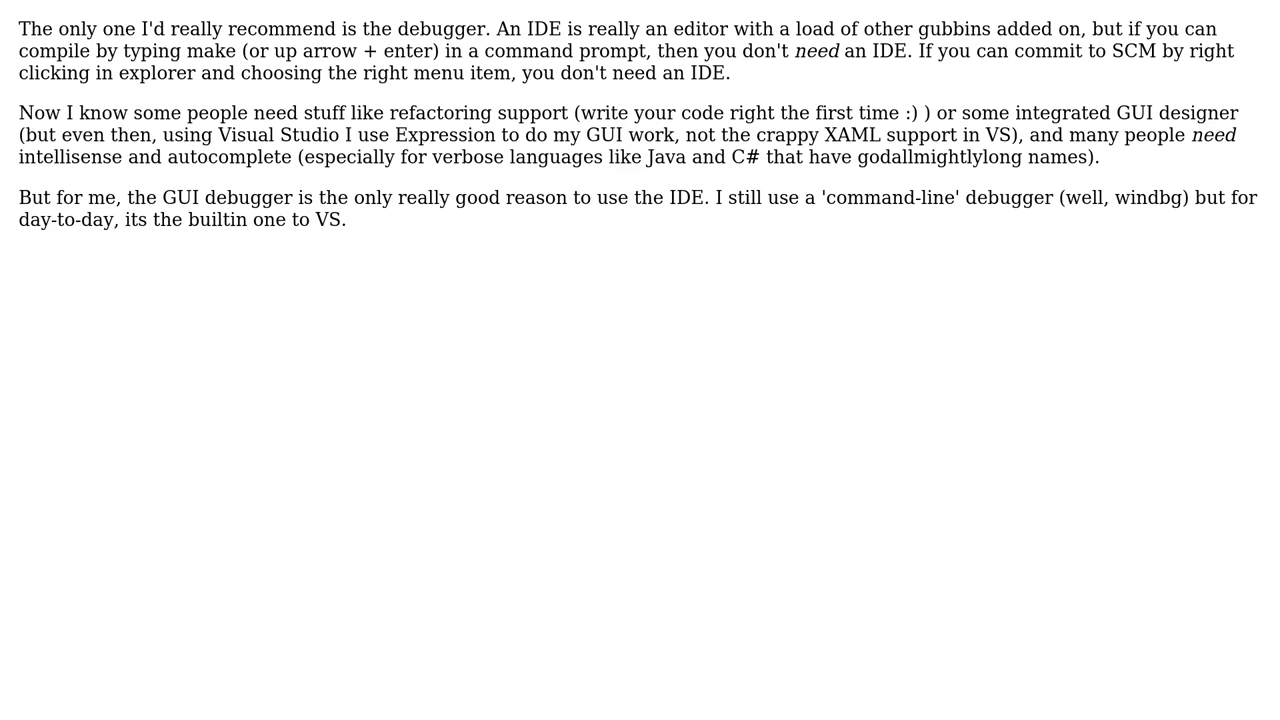 The only one I'd really recommend is the debugger. An IDE is really an editor with a load of other gubbins added on, but if you can
compile by typing make (or up arrow + enter) in a command prompt, then you don't need an IDE. If you can commit to SCM by right
clicking in explorer and choosing the right menu item, you don't need an IDE.
Now I know some people need stuff like refactoring support (write your code right the first time :) ) or some integrated GUI designer
(but even then, using Visual Studio I use Expression to do my GUI work, not the crappy XAML support in VS), and many people need
intellisense and autocomplete (especially for verbose languages like Java and C# that have godallmightlylong names).
But for me, the GUI debugger is the only really good reason to use the IDE. I still use a 'command-line' debugger (well, windbg) but for
day-to-day, its the builtin one to VS.